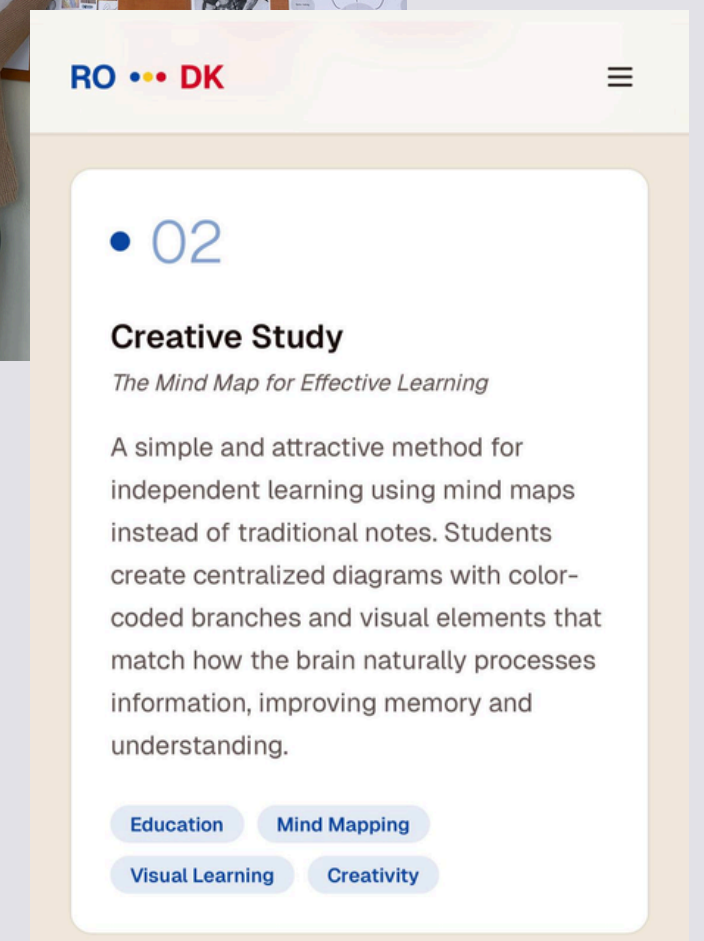 RO DK
02
Creative Study
The Mind Map for Effective Learning
A simple and attractive method for
independent learning using mind maps
instead of traditional notes. Students
create centralized diagrams with color-
coded branches and visual elements that
match how the brain naturally processes
information, improving memory and
understanding.
Education Mind Mapping
Visual Learning Creativity